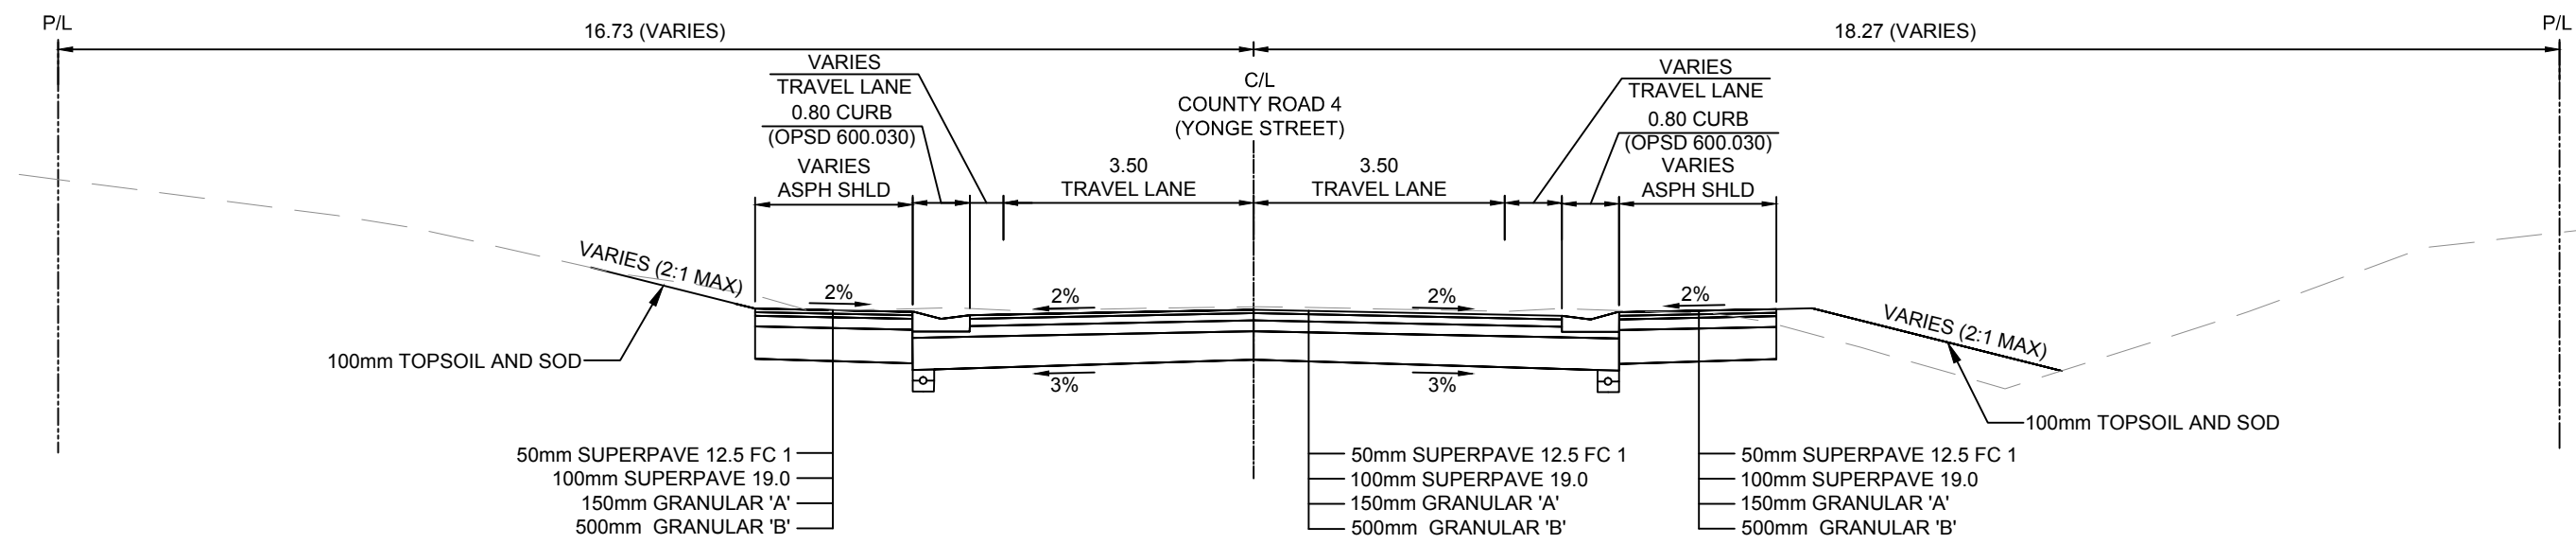 P/L
16.73 (VARIES)
18.27 (VARIES)
P/L
VARIES
TRAVEL LANE
0.80 CURB
(OPSD 600.030)
VARIES
ASPH SHLD
C/L
COUNTY ROAD 4
(YONGE STREET)
3.50
TRAVEL LANE
3.50
TRAVEL LANE
VARIES
TRAVEL LANE
0.80 CURB
(OPSD 600.030)
VARIES
ASPH SHLD
VARIES (2:1 MAX)
2%
2%
2%
2%
VARIES (2:1 MAX)
100mm TOPSOIL AND SOD
3%
3%
100mm TOPSOIL AND SOD
50mm SUPERPAVE 12.5 FC 1
100mm SUPERPAVE 19.0
150mm GRANULAR 'A'
500mm GRANULAR 'B'
50mm SUPERPAVE 12.5 FC 1
100mm SUPERPAVE 19.0
150mm GRANULAR 'A'
500mm GRANULAR 'B'
50mm SUPERPAVE 12.5 FC 1
100mm SUPERPAVE 19.0
150mm GRANULAR 'A'
500mm GRANULAR 'B'